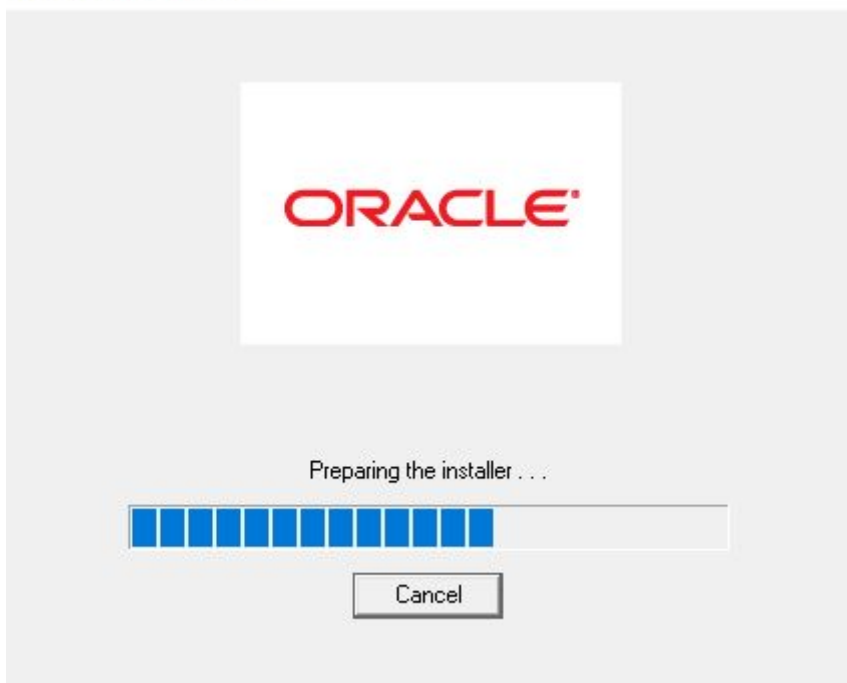 ORACLE
Preparing the installer . . .
Cancel